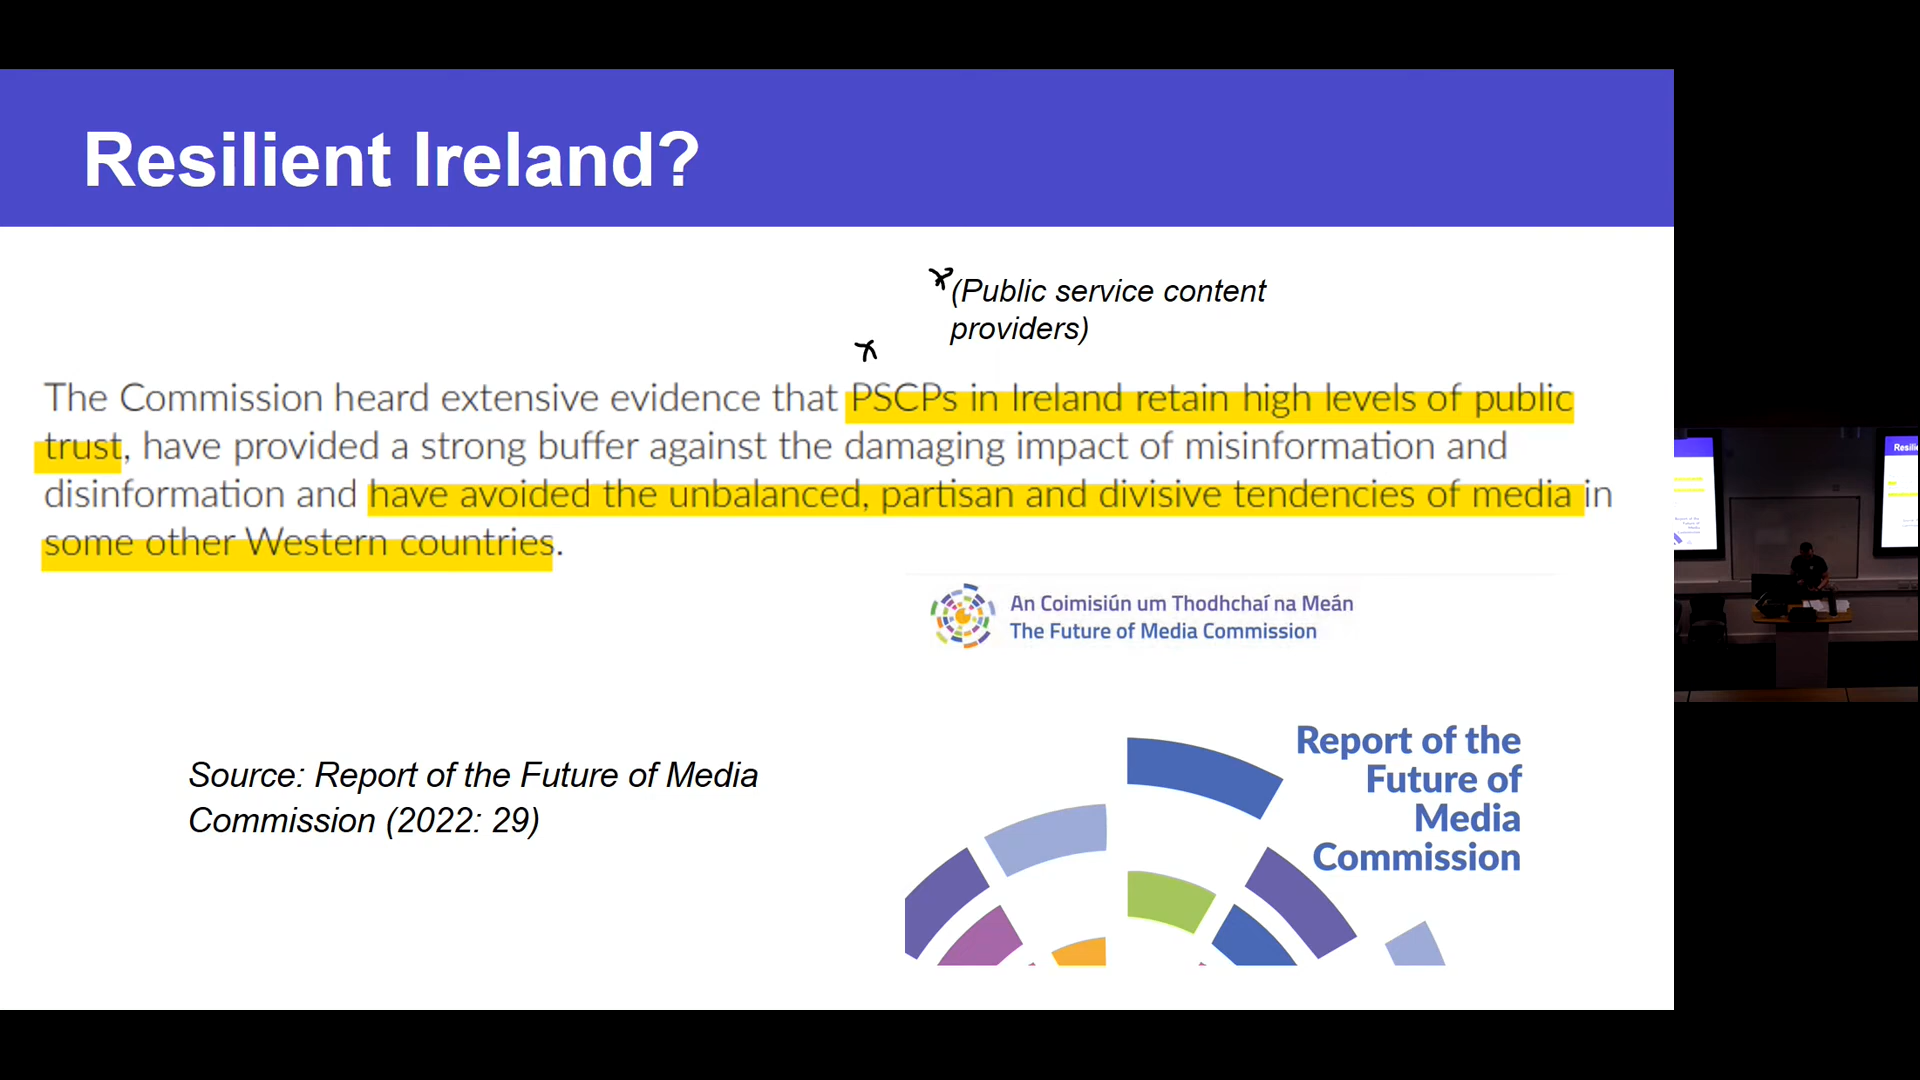 Resilient Ireland?
*(Public service content
providers)
*
The Commission heard extensive evidence that PSCPs in Ireland retain high levels of public
trust, have provided a strong buffer against the damaging impact of misinformation and
disinformation and have avoided the unbalanced, partisan and divisive tendencies of media in
some other Western countries.
An Coimisiún um Thodhchaí na Meán
The Future of Media Commission
Report of the
Future of
Media
Commission
Source: Report of the Future of Media
Commission (2022: 29)
Resilie